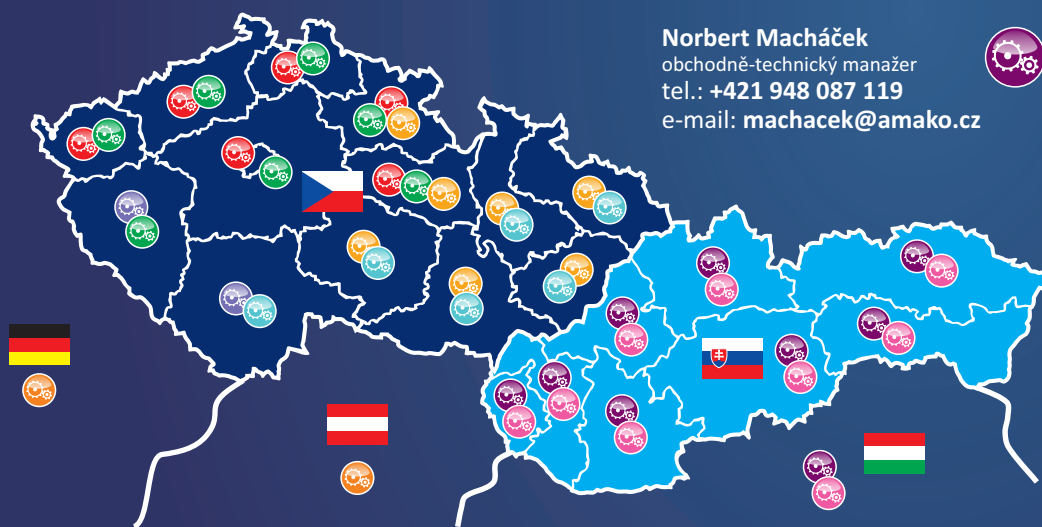 Norbert Macháček
obchodně-technický manažer
tel.: +421 948 087 119
e-mail: machacek@amako.cz